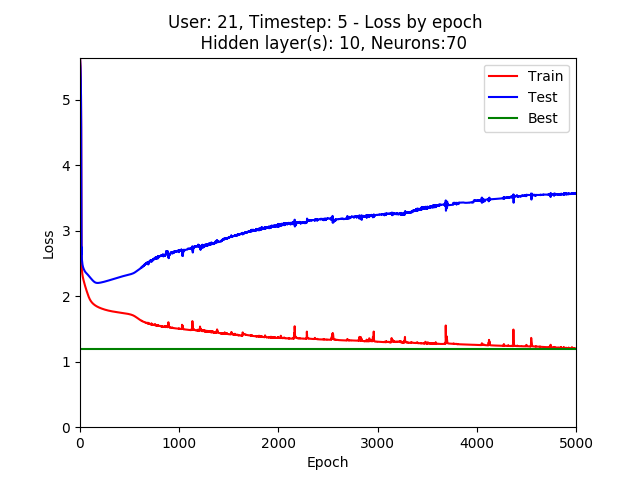 User: 21, Timestep: 5 - Loss by epoch
Hidden layer(s): 10, Neurons:70
Train
Test
Best
Loss
5
4
3
2
1
0
0 1000 2000 3000 4000 5000
Epoch